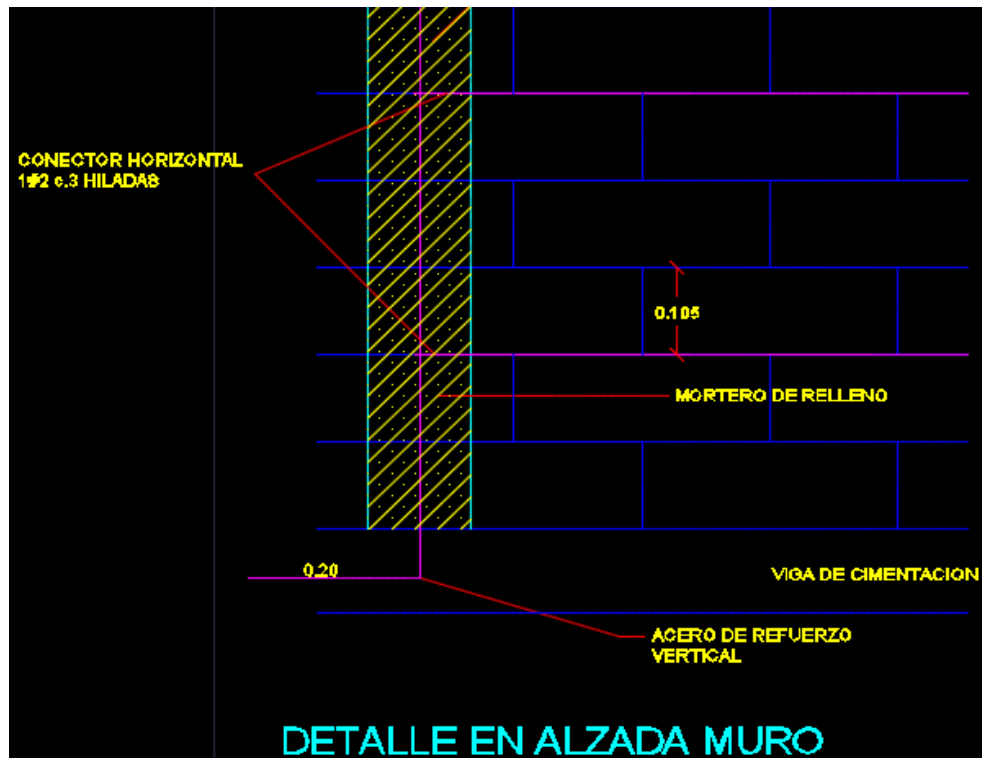 CONECTOR HORIZONTAL
1#2 c.3 HILADAS
0.105
MORTERO DE RELLENO
0.20
VIGA DE CIMENTACION
ACERO DE REFUERZO
VERTICAL
DETALLE EN ALZADA MURO